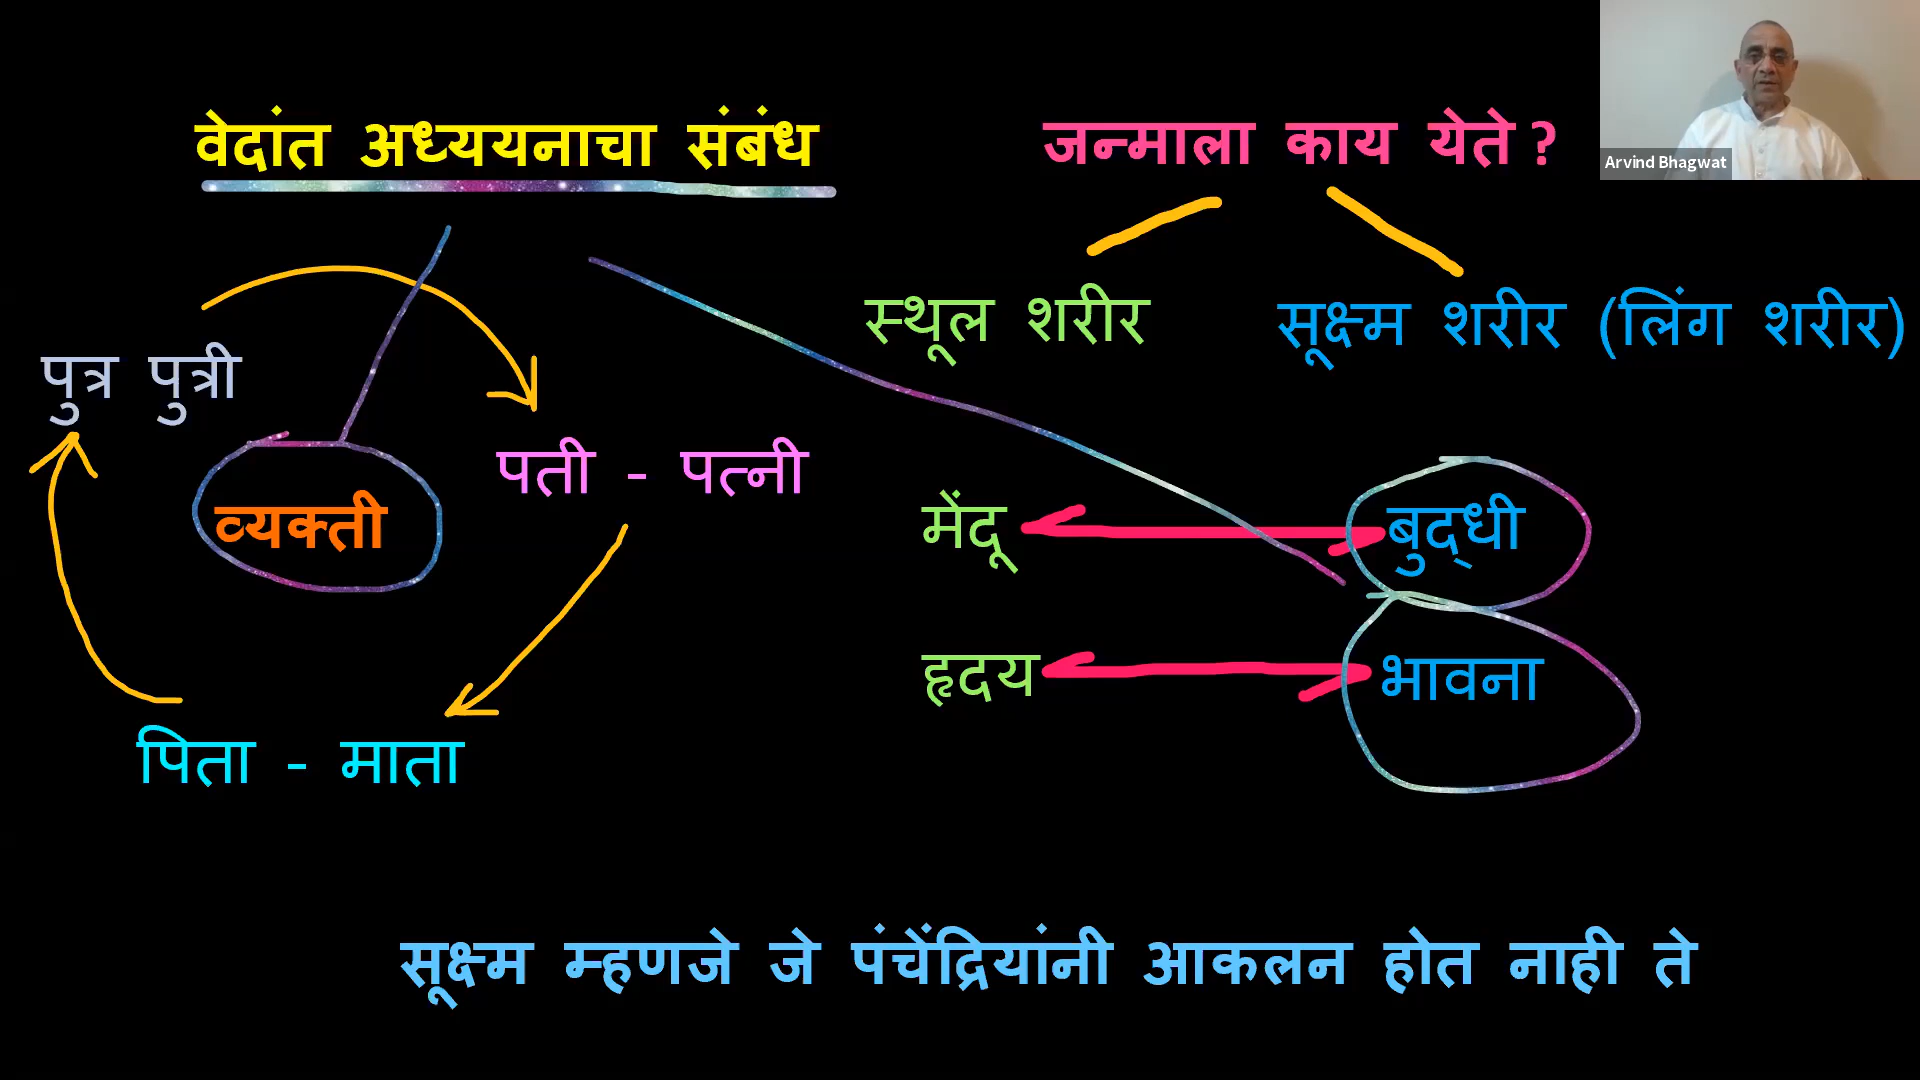 वेदांत अध्ययनाचा संबंध
जन्माला काय येते ?
Arvind Bhagwat
स्थूल शरीर
सूक्ष्म शरीर (लिंग शरीर)
पुत्र पुत्री
पती - पत्नी
व्यक्ती
मेंदू
बुद्‌धी
हृदय
भावना
पिता - माता
सूक्ष्म म्हणजे जे पंचेंद्रियांनी आकलन होत नाही ते